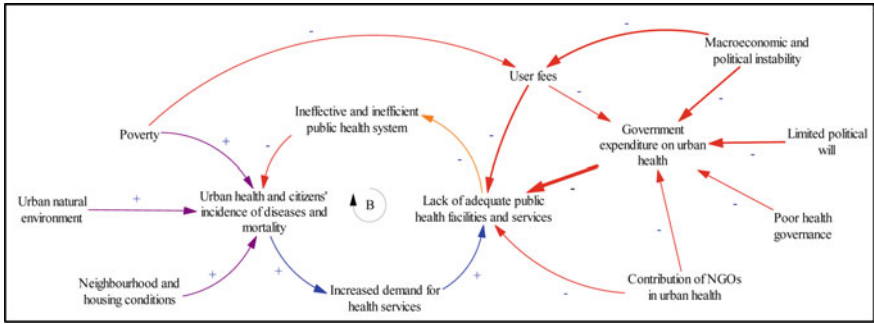 -
-
Macroeconomic and
political instability
User fees
-
-
Ineffective and inefficient
public health system
Poverty
+
-
-
-
Government
expenditure on urban
health
-
Limited political
will
Urban natural
environment
+
Urban health and citizens'
incidence of diseases and
mortality
B
Lack of adequate public
health facilities and services
-
-
Poor health
governance
-
Neighbourhood and
housing conditions
+
+
Increased demand for
health services
+
-
Contribution of NGOs
in urban health